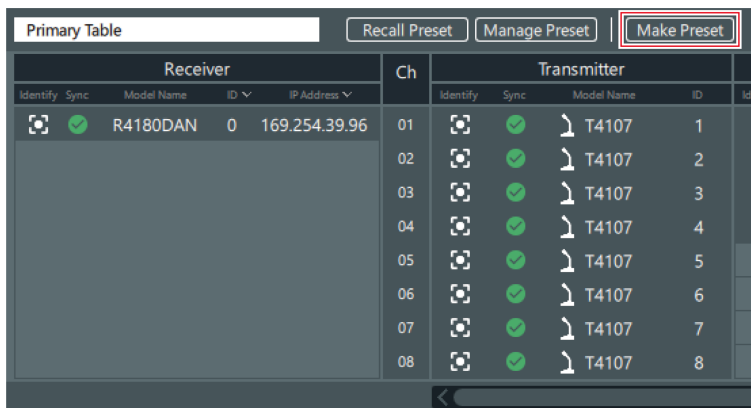 Primary Table Recall Preset Manage Preset Make Preset
Receiver Ch Transmitter
Identify Sync Model Name ID IP Address Identify Sync Model Name ID Id
R4180DAN 0 169.254.39.96 01 T4107 1
02 T4107 2
03 T4107 3
04 T4107 4
05 T4107 5
06 T4107 6
07 T4107 7
08 T4107 8